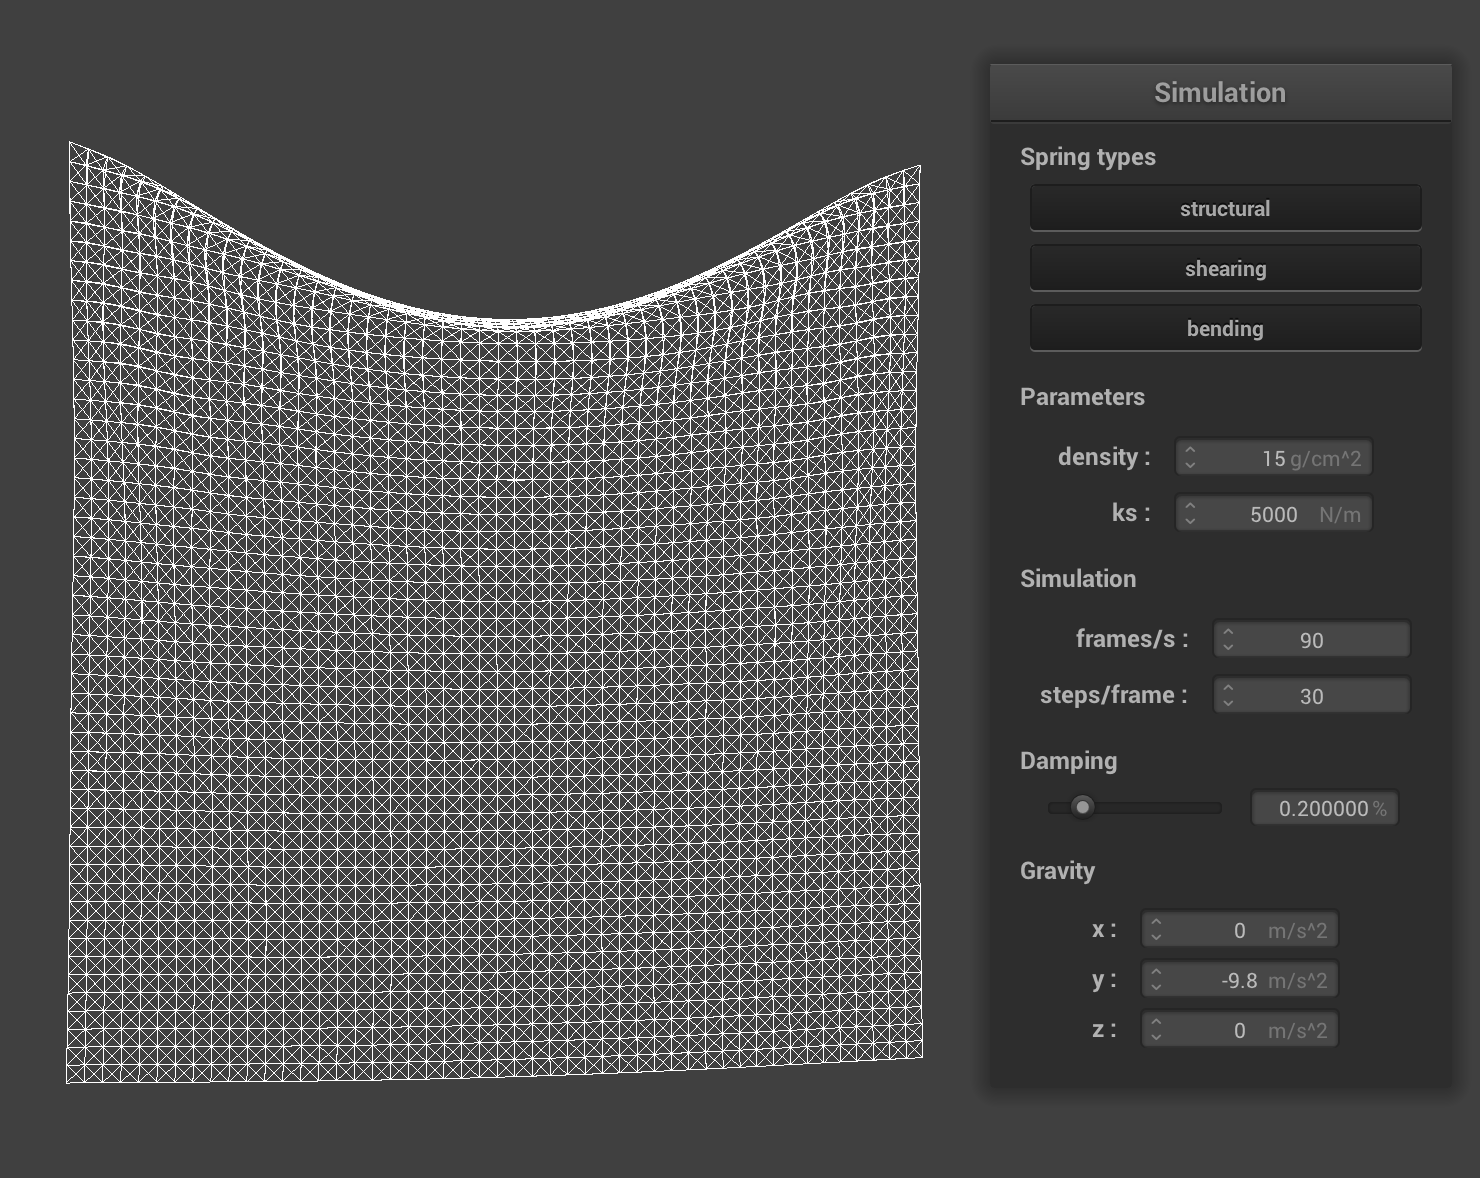 Simulation
Spring types
structural
shearing
bending
Parameters
density : 15 g/cm^2
ks : 5000 N/m
Simulation
frames/s : 90
steps/frame : 30
Damping
0.200000 %
Gravity
x : 0 m/s^2
y : -9.8 m/s^2
z : 0 m/s^2